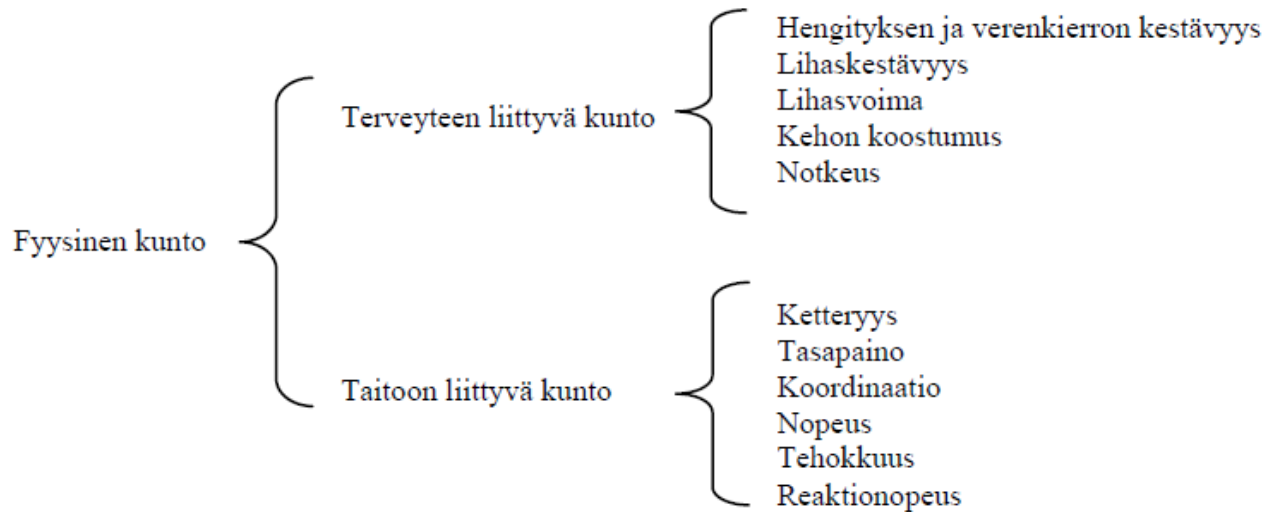 Fyysinen kunto
Terveyteen liittyvä kunto
Hengityksen ja verenkierron kestävyys
Lihaskestävyys
Lihasvoima
Kehon koostumus
Notkeus
Taitoon liittyvä kunto
Ketteryys
Tasapaino
Koordinaatio
Nopeus
Tehokkuus
Reaktionopeus